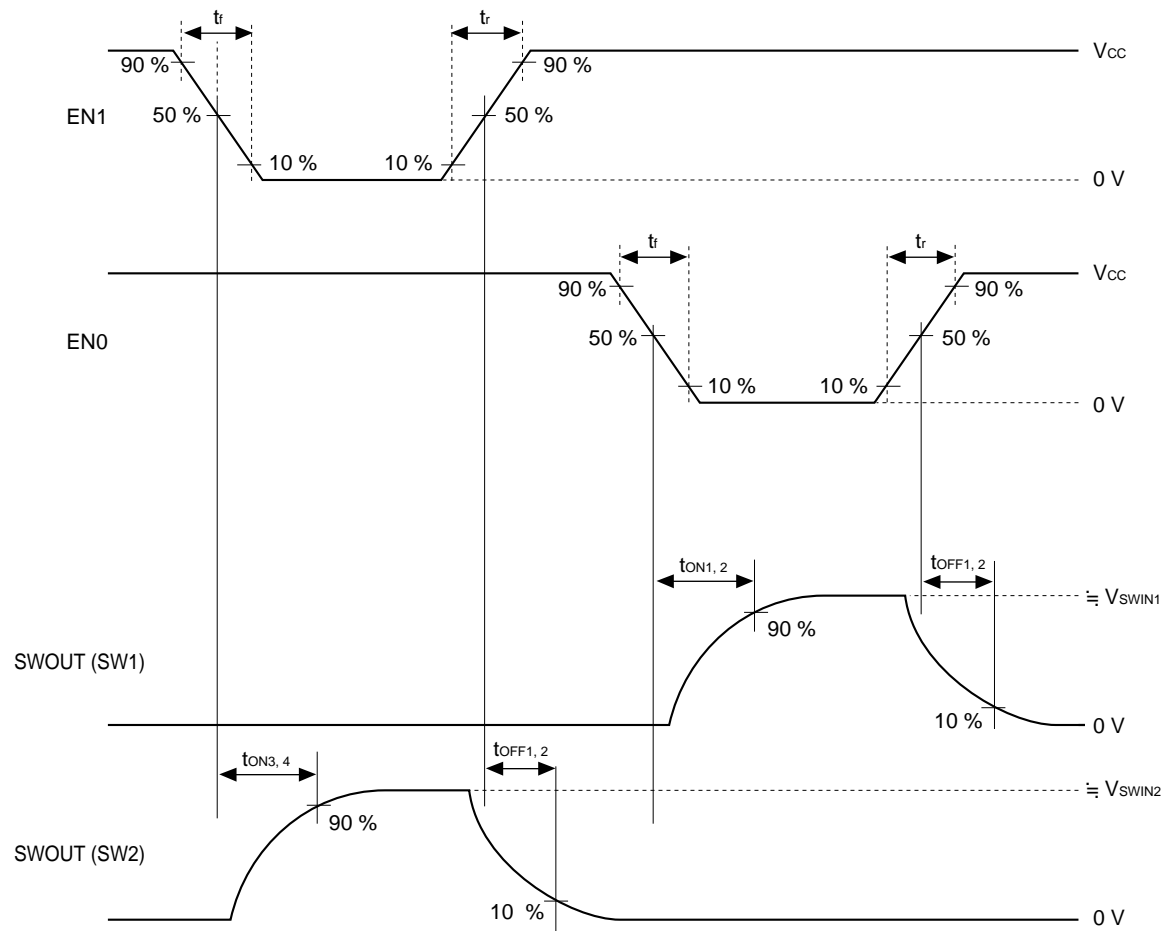 tf
tr
VCC
90 %
90 %
EN1
50 %
50 %
10 %
10 %
0 V
tf
tr
VCC
90 %
90 %
EN0
50 %
50 %
10 %
10 %
0 V
tON1, 2
tOFF1, 2
≒ VSWIN1
90 %
SWOUT (SW1)
10 %
0 V
tON3, 4
tOFF1, 2
≒ VSWIN2
90 %
SWOUT (SW2)
10 %
0 V